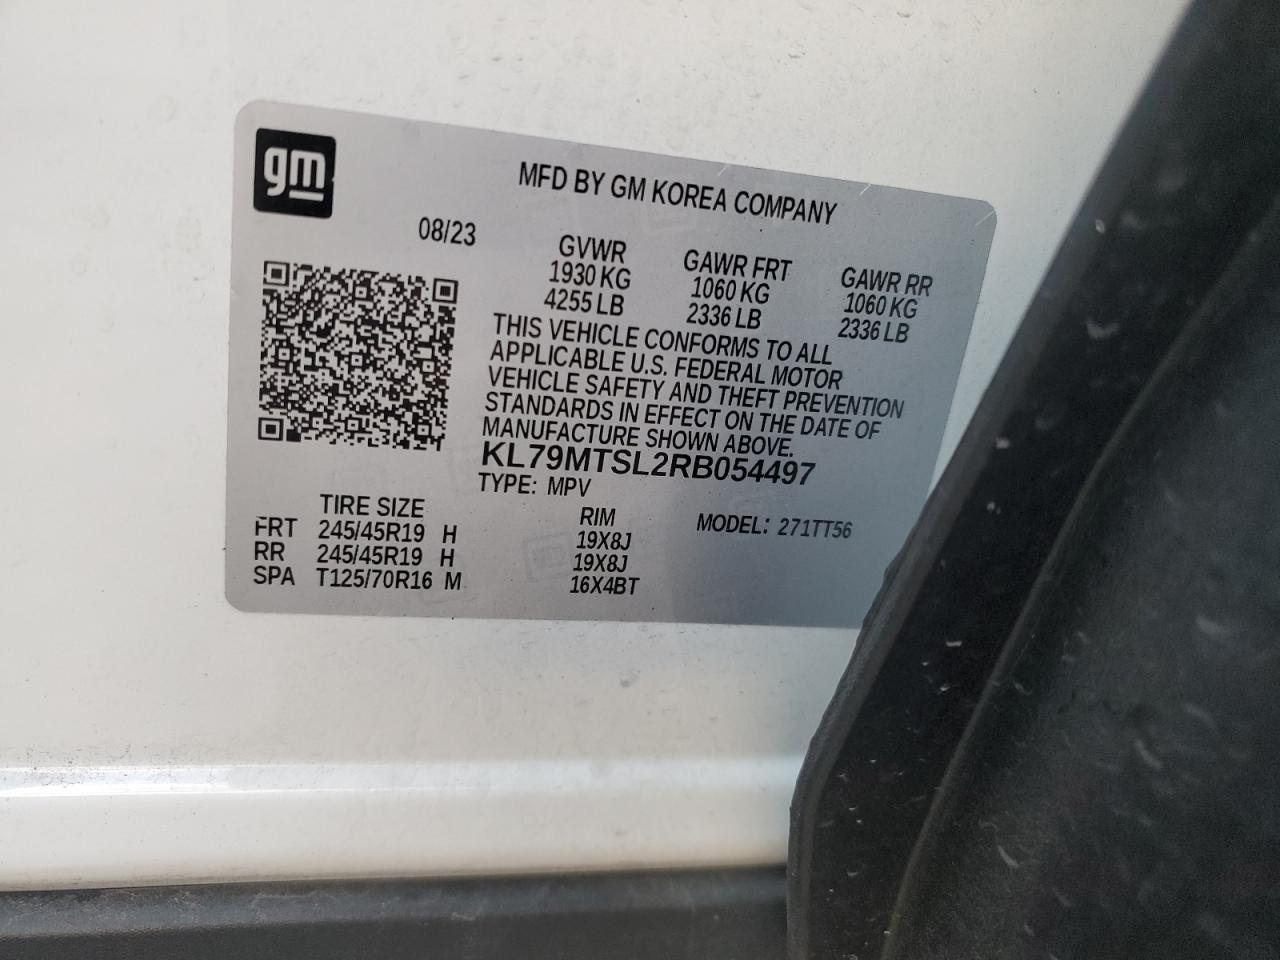 gm
MFD BY GM KOREA COMPANY
08/23
GVWR GAWR FRT GAWR RR
1930 KG 1060 KG 1060 KG
4255 LB 2336 LB 2336 LB
THIS VEHICLE CONFORMS TO ALL
APPLICABLE U.S. FEDERAL MOTOR
VEHICLE SAFETY AND THEFT PREVENTION
STANDARDS IN EFFECT ON THE DATE OF
MANUFACTURE SHOWN ABOVE.
KL79MTSL2RB054497
TYPE: MPV
TIRE SIZE RIM MODEL: 271TT56
FRT 245/45R19 H 19X8J
RR 245/45R19 H 19X8J
SPA T125/70R16 M 16X4BT